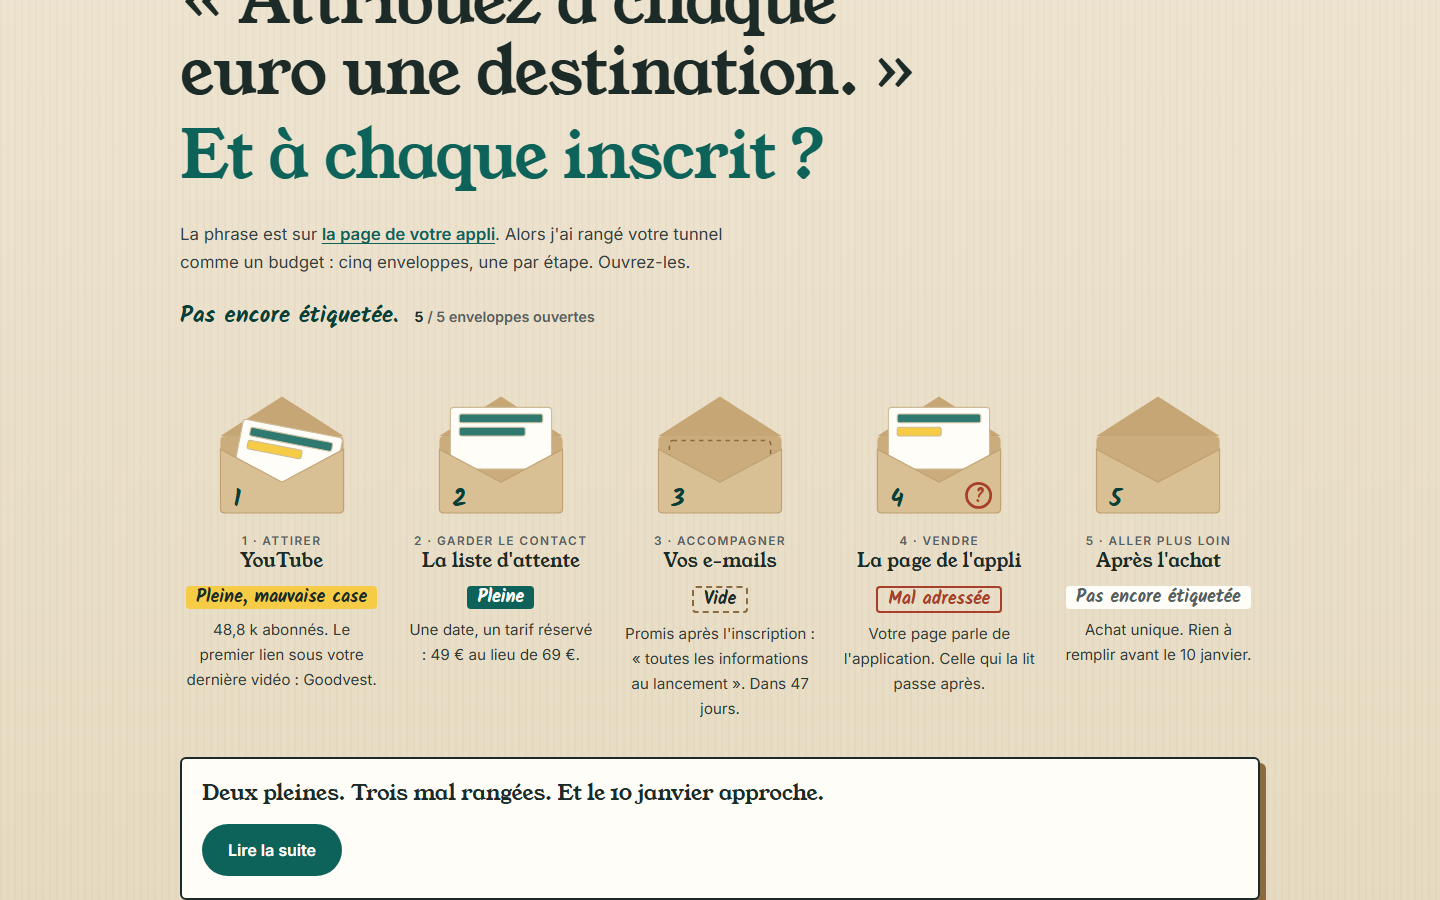 « Attribuez à chaque
euro une destination. »
Et à chaque inscrit ?
La phrase est sur la page de votre appli. Alors j'ai rangé votre tunnel
comme un budget : cinq enveloppes, une par étape. Ouvrez-les.
Pas encore étiquetée. 5 / 5 enveloppes ouvertes
1
2
3
4
?
5
1 · ATTIRER
YouTube
Pleine, mauvaise case
48,8 k abonnés. Le
premier lien sous votre
dernière vidéo : Goodvest.
2 · GARDER LE CONTACT
La liste d'attente
Pleine
Une date, un tarif réservé
: 49 € au lieu de 69 €.
3 · ACCOMPAGNER
Vos e-mails
Vide
Promis après l'inscription :
« toutes les informations
au lancement ». Dans 47
jours.
4 · VENDRE
La page de l'appli
Mal adressée
Votre page parle de
l'application. Celle qui la lit
passe après.
5 · ALLER PLUS LOIN
Après l'achat
Pas encore étiquetée
Achat unique. Rien à
remplir avant le 10 janvier.
Deux pleines. Trois mal rangées. Et le 10 janvier approche.
Lire la suite